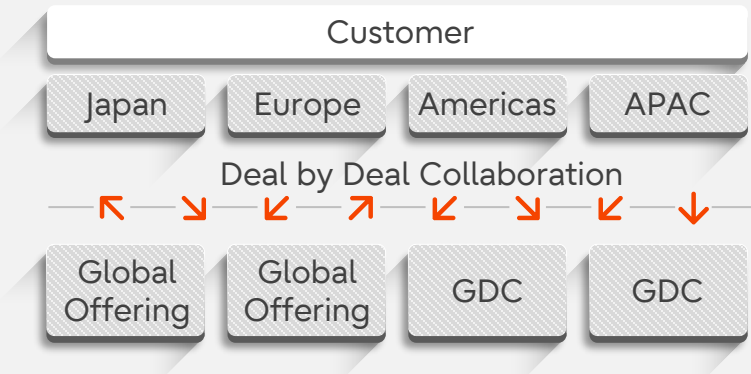 Customer
Japan
Europe
Americas
APAC
Deal by Deal Collaboration
Global
Offering
Global
Offering
GDC
GDC